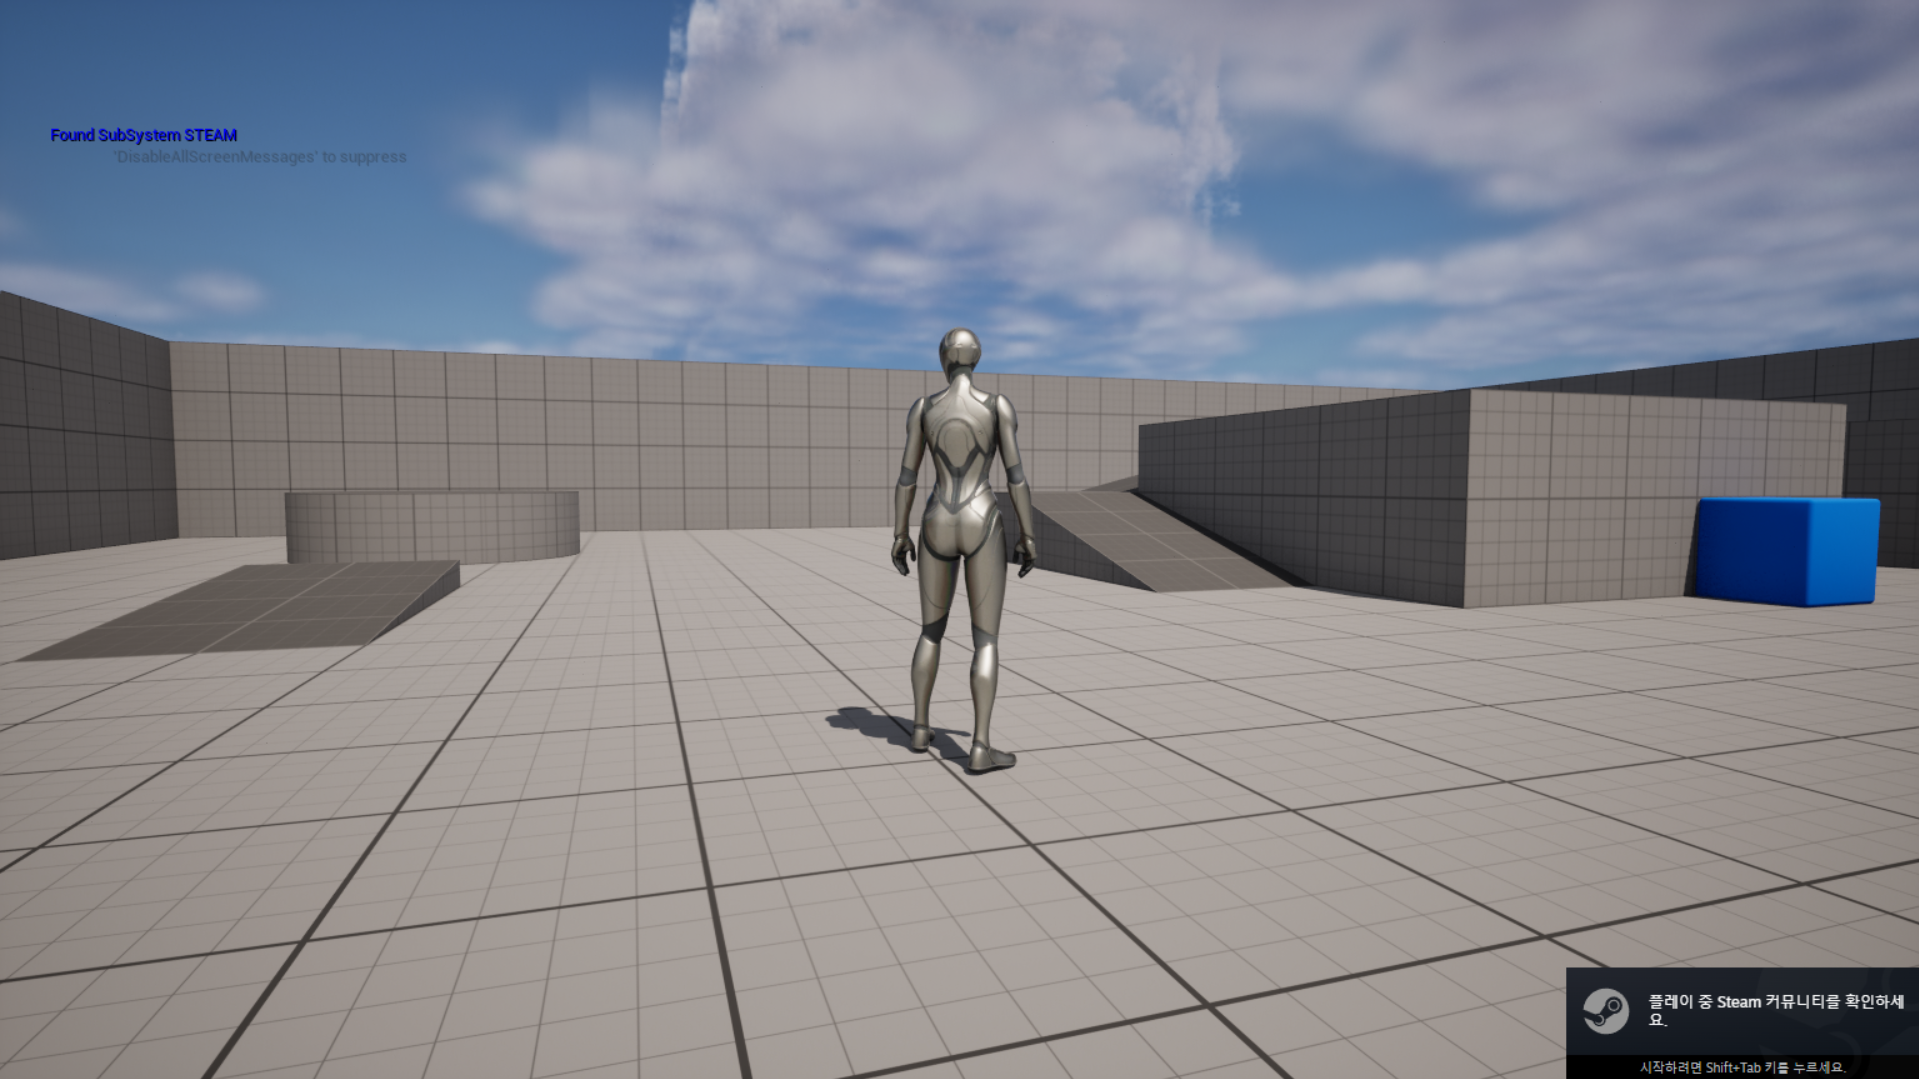 Found SubSystem STEAM
'DisableAllScreenMessages' to suppress
플레이 중 Steam 커뮤니티를 확인하세
요.
시작하려면 Shift+Tab 키를 누르세요.